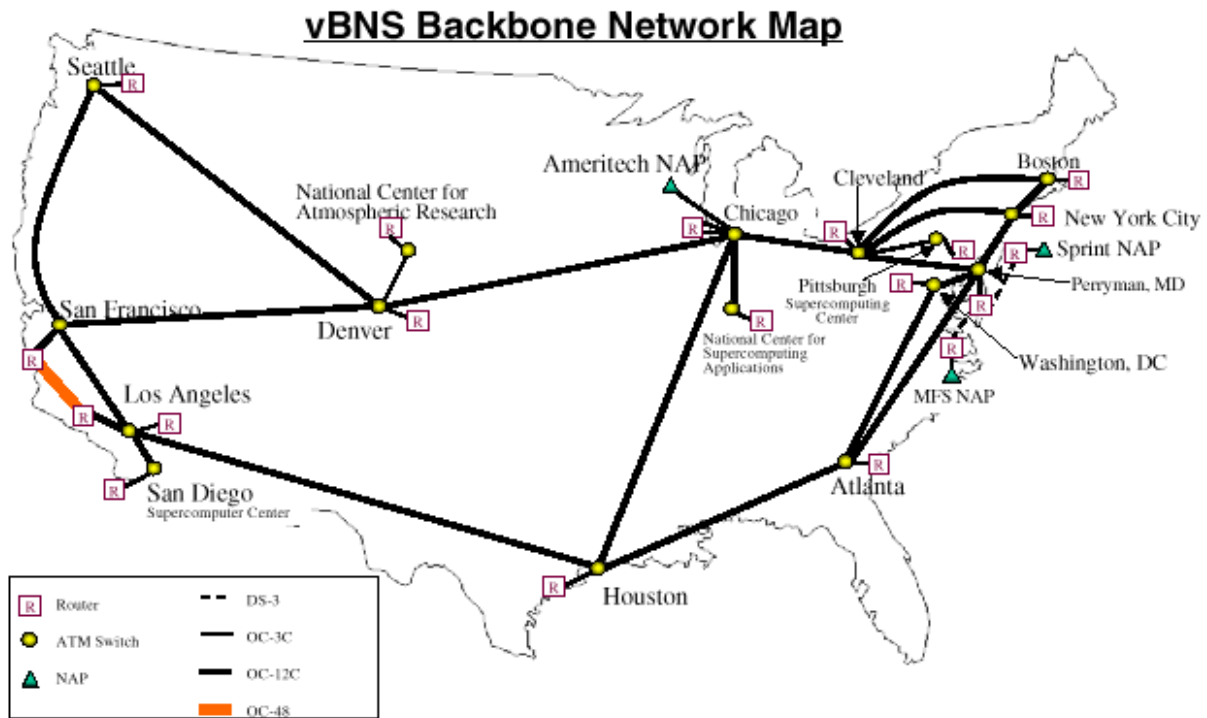 vBNS Backbone Network Map
Seattle
R
Ameritech NAP
Boston
Cleveland
R
National Center for
Atmospheric Research
R
R
Chicago
R
R
New York City
R
R
Sprint NAP
Pittsburgh
Supercomputing
Center
R
R
Perryman, MD
San Francisco
Denver
R
R
National Center for
Supercomputing
Applications
R
R
Washington, DC
MFS NAP
Los Angeles
R
R
R
San Diego
Supercomputer Center
R
Atlanta
R
Houston
R
Router
DS-3
ATM Switch
OC-3C
NAP
OC-12C
OC-48